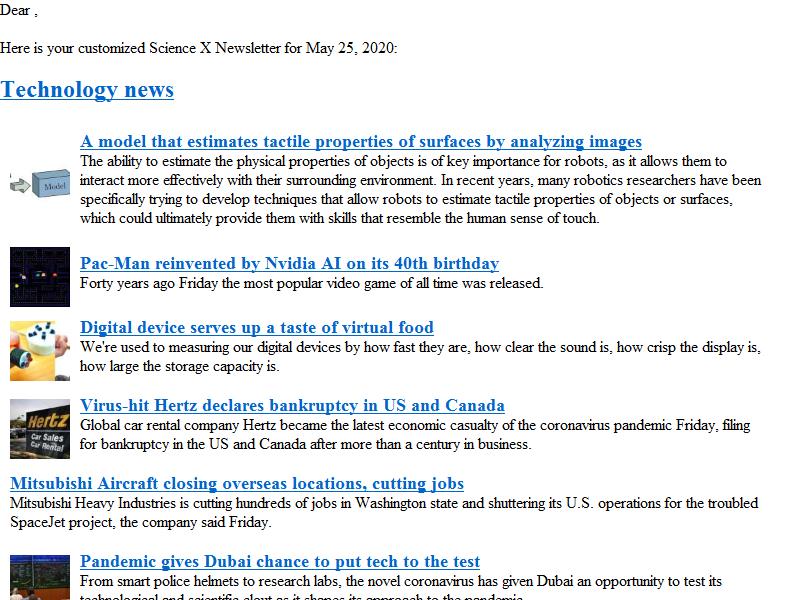 Dear ,
Here is your customized Science X Newsletter for May 25, 2020:
Technology news
A model that estimates tactile properties of surfaces by analyzing images
The ability to estimate the physical properties of objects is of key importance for robots, as it allows them to
interact more effectively with their surrounding environment. In recent years, many robotics researchers have been
specifically trying to develop techniques that allow robots to estimate tactile properties of objects or surfaces,
which could ultimately provide them with skills that resemble the human sense of touch.
Model
Pac-Man reinvented by Nvidia AI on its 40th birthday
Forty years ago Friday the most popular video game of all time was released.
Digital device serves up a taste of virtual food
We're used to measuring our digital devices by how fast they are, how clear the sound is, how crisp the display is,
how large the storage capacity is.
Virus-hit Hertz declares bankruptcy in US and Canada
Global car rental company Hertz became the latest economic casualty of the coronavirus pandemic Friday, filing
for bankruptcy in the US and Canada after more than a century in business.
Hertz
Car Sales
Car Rental
Mitsubishi Aircraft closing overseas locations, cutting jobs
Mitsubishi Heavy Industries is cutting hundreds of jobs in Washington state and shuttering its U.S. operations for the troubled
SpaceJet project, the company said Friday.
Pandemic gives Dubai chance to put tech to the test
From smart police helmets to research labs, the novel coronavirus has given Dubai an opportunity to test its
technological and scientific clout as it shapes its approach to the pandemic.